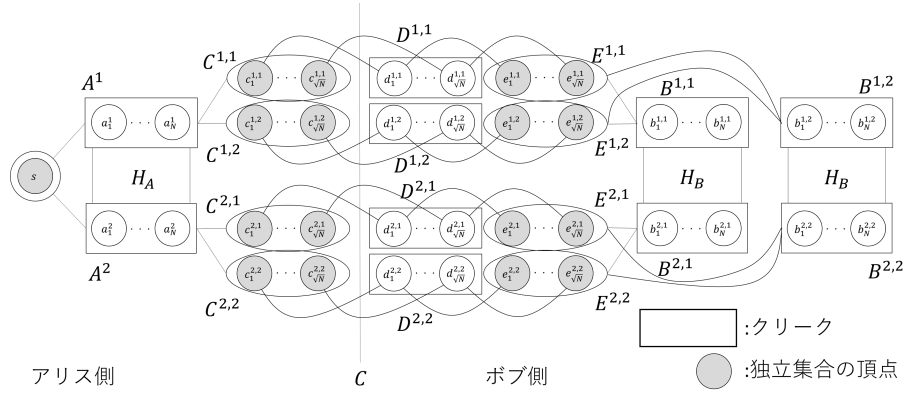 D^{1,1}
C^{1,1} E^{1,1}
c_1^{1,1} ··· c_{\sqrt{N}}^{1,1} d_1^{1,1} ··· d_{\sqrt{N}}^{1,1} e_1^{1,1} ··· e_{\sqrt{N}}^{1,1}
A^1 B^{1,1} B^{1,2}
a_1^1 ··· a_N^1 c_1^{1,2} ··· c_{\sqrt{N}}^{1,2} d_1^{1,2} ··· d_{\sqrt{N}}^{1,2} e_1^{1,2} ··· e_{\sqrt{N}}^{1,2} b_1^{1,1} ··· b_N^{1,1} b_1^{1,2} ··· b_N^{1,2}
C^{1,2} D^{1,2} E^{1,2}
s H_A H_B H_B
C^{2,1} D^{2,1} E^{2,1}
a_1^2 ··· a_N^2 c_1^{2,1} ··· c_{\sqrt{N}}^{2,1} d_1^{2,1} ··· d_{\sqrt{N}}^{2,1} e_1^{2,1} ··· e_{\sqrt{N}}^{2,1} b_1^{2,1} ··· b_N^{2,1} b_1^{2,2} ··· b_N^{2,2}
A^2 c_1^{2,2} ··· c_{\sqrt{N}}^{2,2} d_1^{2,2} ··· d_{\sqrt{N}}^{2,2} e_1^{2,2} ··· e_{\sqrt{N}}^{2,2} B^{2,1} B^{2,2}
C^{2,2} D^{2,2} E^{2,2}
:クリーク
:独立集合の頂点
アリス側 C ボブ側